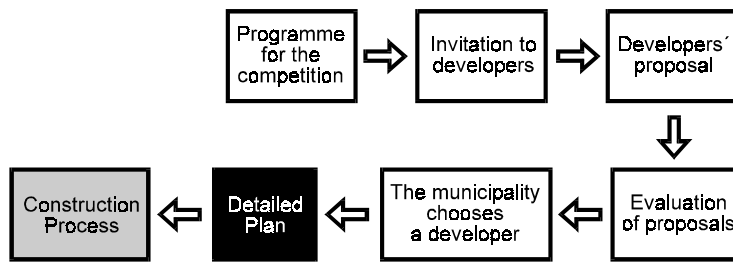 Programme
for the
competition
Invitation to
developers
Developers´
proposal
Evaluation
of proposals
The municipality
chooses
a developer
Detailed
Plan
Construction
Process